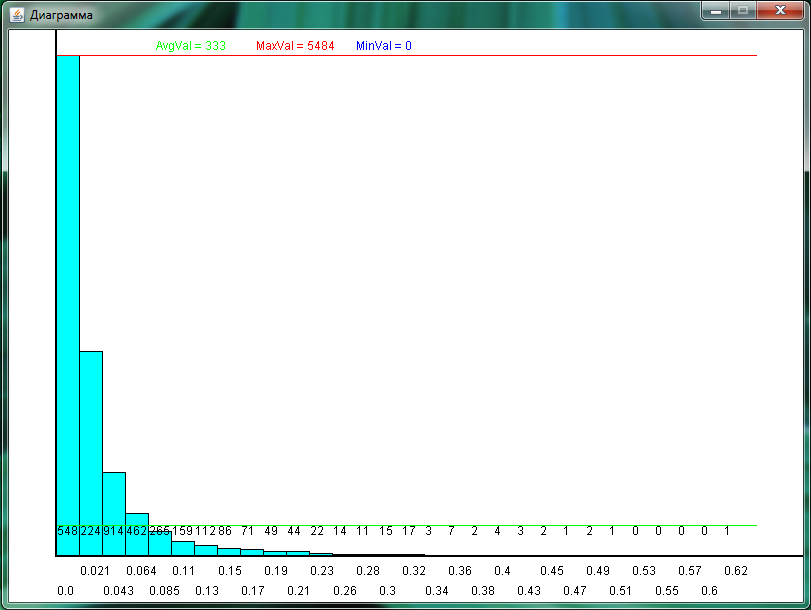 Диаграмма
AvgVal = 333 MaxVal = 5484 MinVal = 0
548 224 914 462 265 159 112 86 71 49 44 22 14 11 15 17 3 7 2 4 3 2 1 2 1 0 0 0 0 1
0.021 0.064 0.11 0.15 0.19 0.23 0.28 0.32 0.36 0.4 0.45 0.49 0.53 0.57 0.62
0.0 0.043 0.085 0.13 0.17 0.21 0.26 0.3 0.34 0.38 0.43 0.47 0.51 0.55 0.6